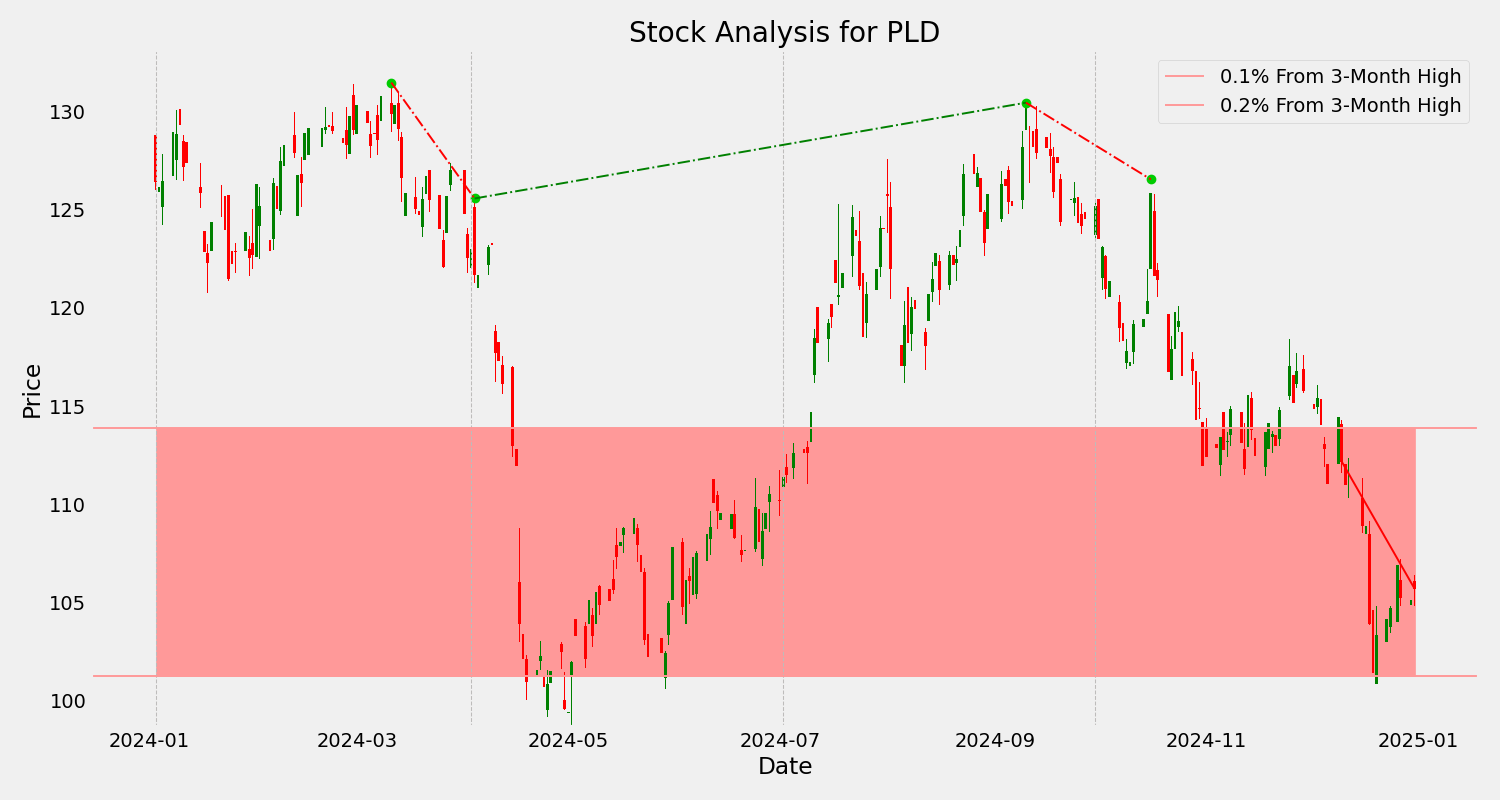 Stock Analysis for PLD
0.1% From 3-Month High
0.2% From 3-Month High
Price
130
125
120
115
110
105
100
2024-01
2024-03
2024-05
2024-07
2024-09
2024-11
2025-01
Date